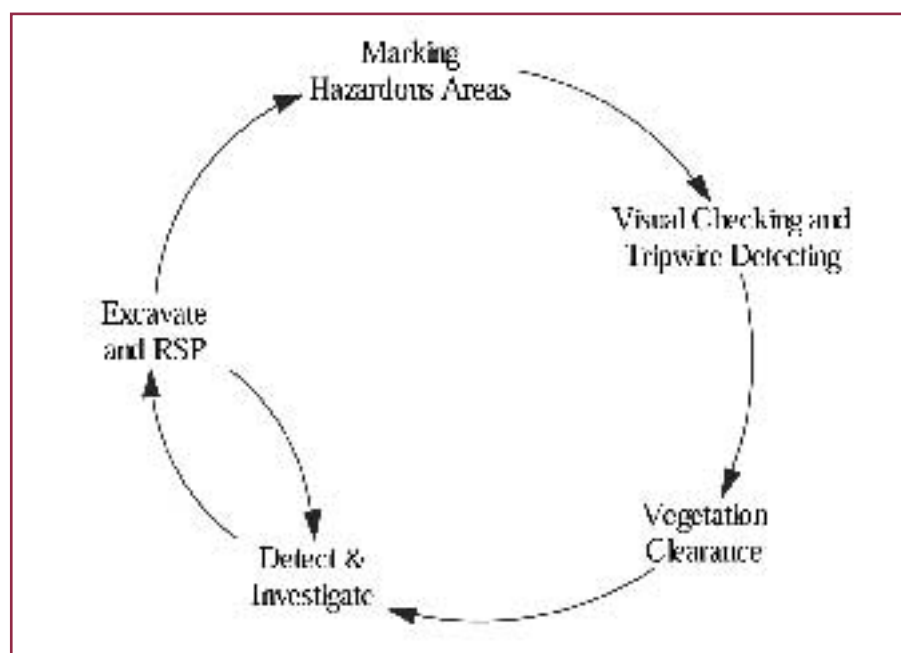 Marking
Hazardous Areas
Visual Checking and
Tripwire Detecting
Vegetation
Clearance
Detect &
Investigate
Excavate
and RSP